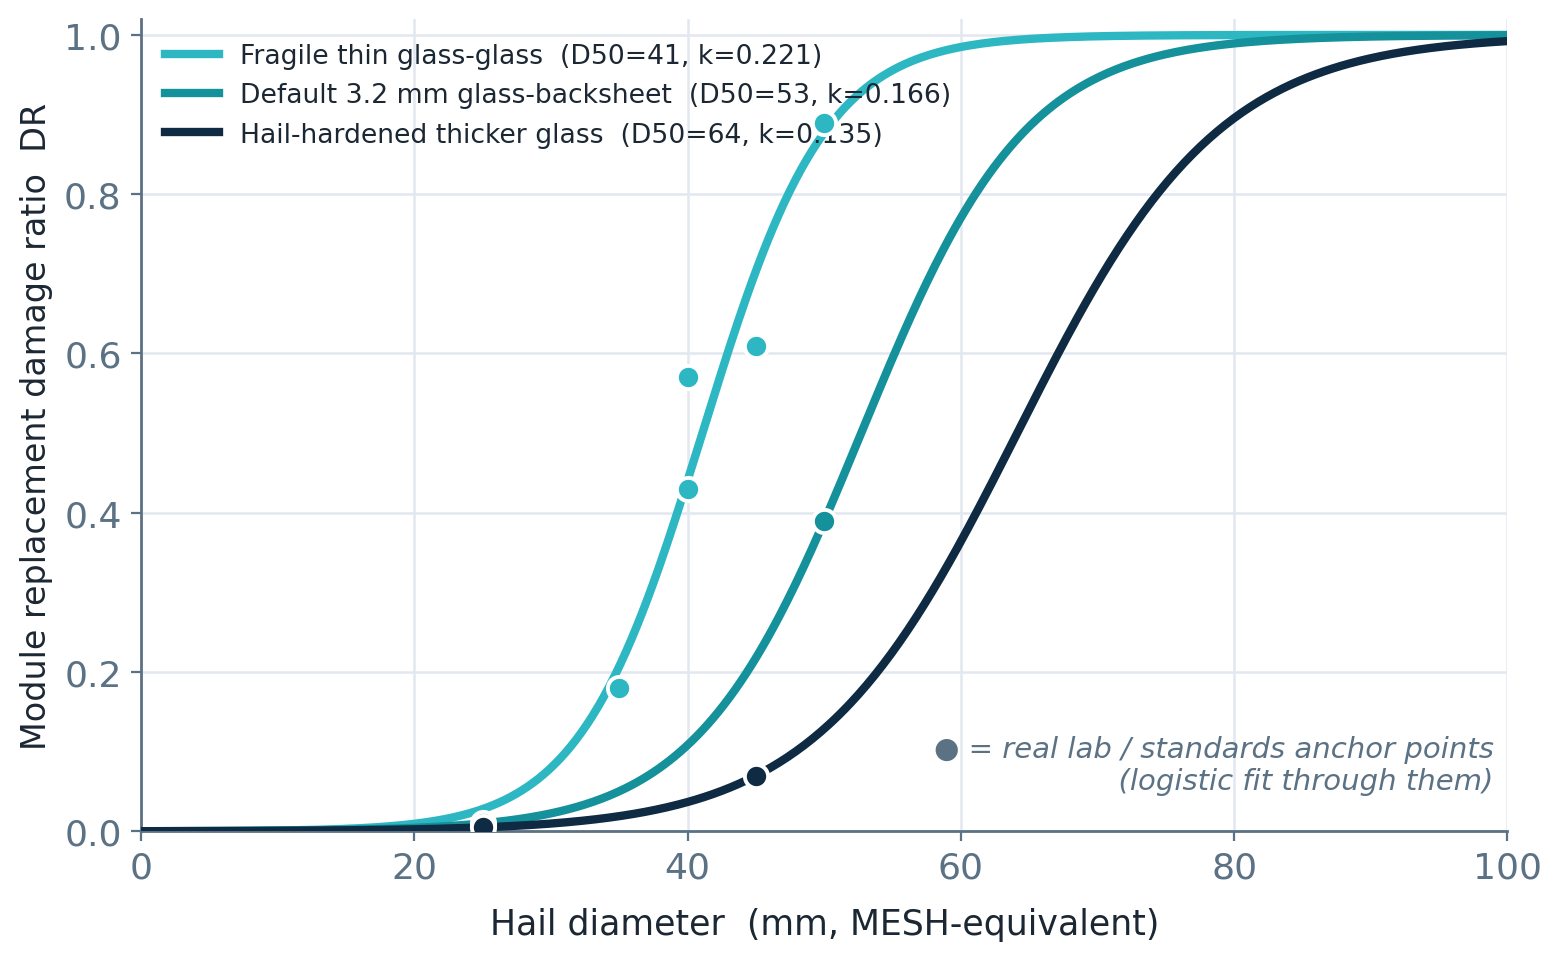 1.0
0.8
0.6
0.4
0.2
0.0
Module replacement damage ratio  DR
Fragile thin glass-glass  (D50=41, k=0.221)
Default 3.2 mm glass-backsheet  (D50=53, k=0.166)
Hail-hardened thicker glass  (D50=64, k=0.135)
= real lab / standards anchor points
(logistic fit through them)
0 20 40 60 80 100
Hail diameter  (mm, MESH-equivalent)